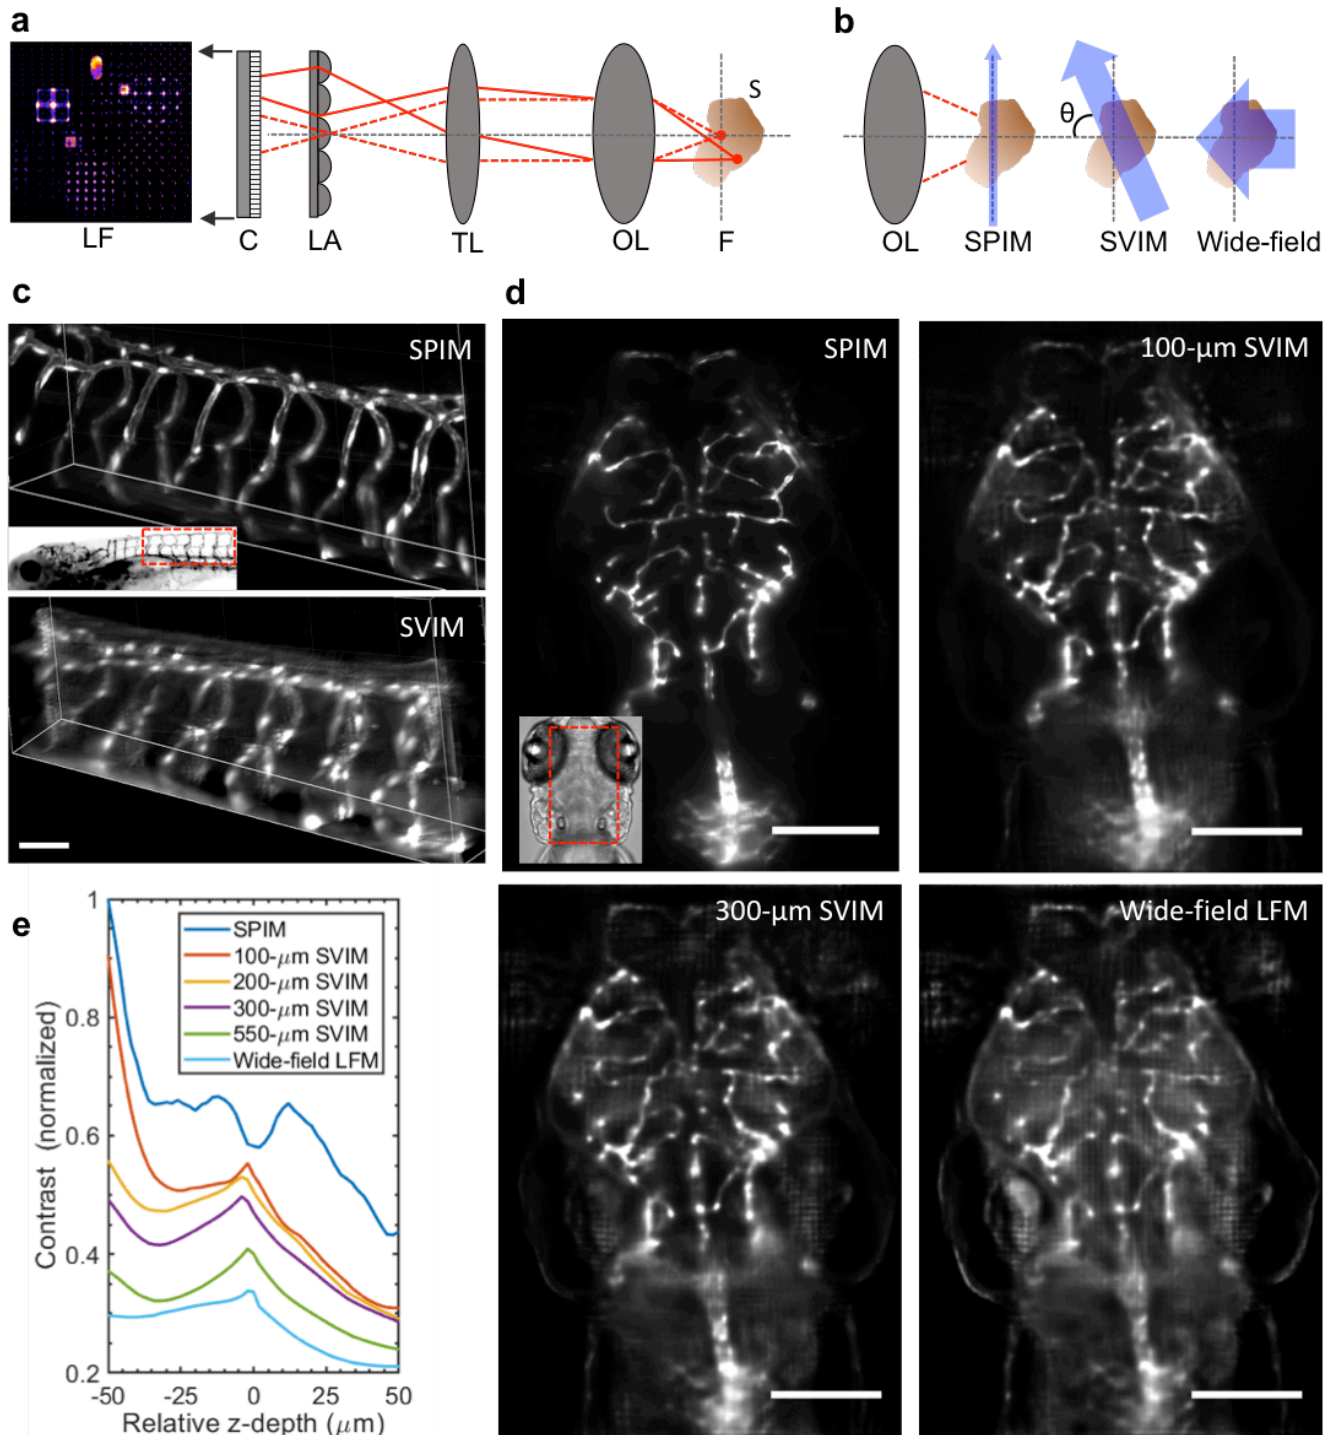 a
b
LF
C
LA
TL
OL
F
S
θ
OL
SPIM
SVIM
Wide-field
c
d
SPIM
SVIM
SPIM
100-μm SVIM
300-μm SVIM
Wide-field LFM
e
SPIM
100-μm SVIM
200-μm SVIM
300-μm SVIM
550-μm SVIM
Wide-field LFM
Contrast (normalized)
1
0.8
0.6
0.4
0.2
-50
-25
0
25
50
Relative z-depth (μm)